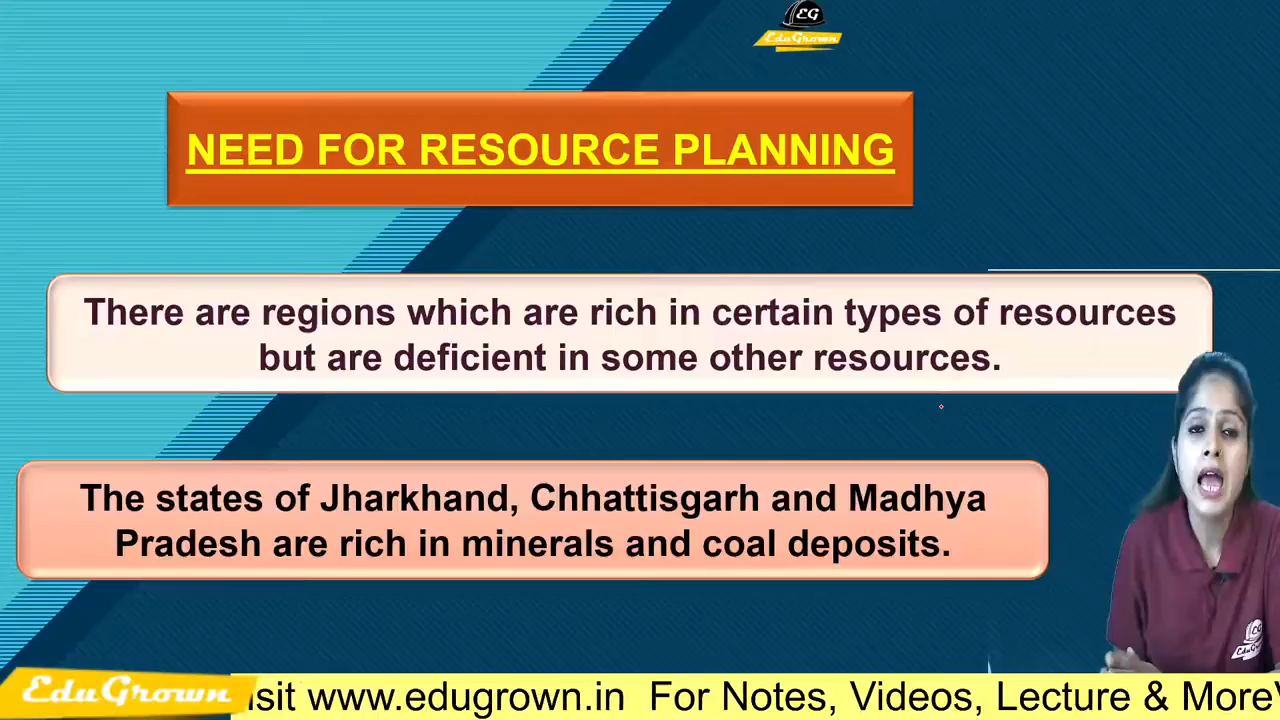 EG
EduGrown
NEED FOR RESOURCE PLANNING
There are regions which are rich in certain types of resources
but are deficient in some other resources.
The states of Jharkhand, Chhattisgarh and Madhya
Pradesh are rich in minerals and coal deposits.
EG
EduGrown
isit www.edugrown.in For Notes, Videos, Lecture & More